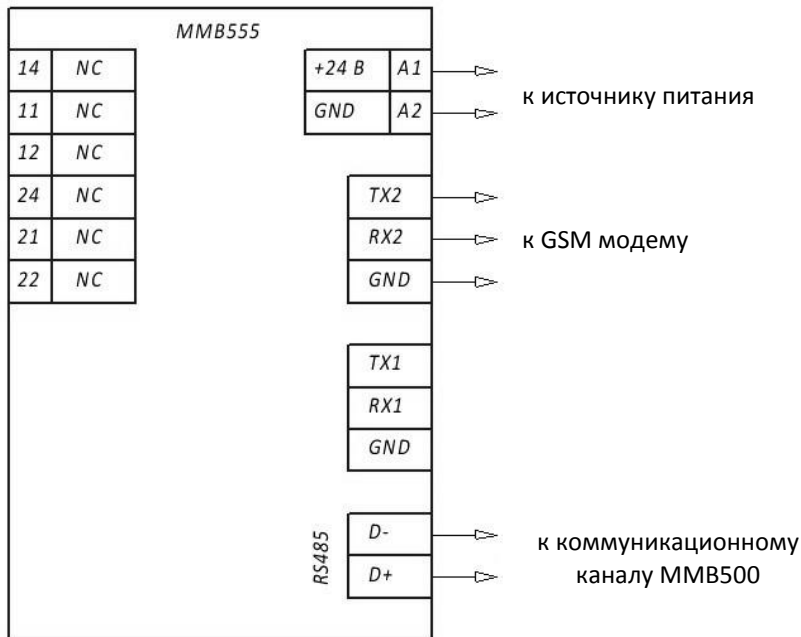 MMB555
14 NC
11 NC
12 NC
24 NC
21 NC
22 NC
+24 В A1
GND A2
к источнику питания
TX2
RX2
GND
к GSM модему
TX1
RX1
GND
RS485
D-
D+
к коммуникационному
каналу MMB500